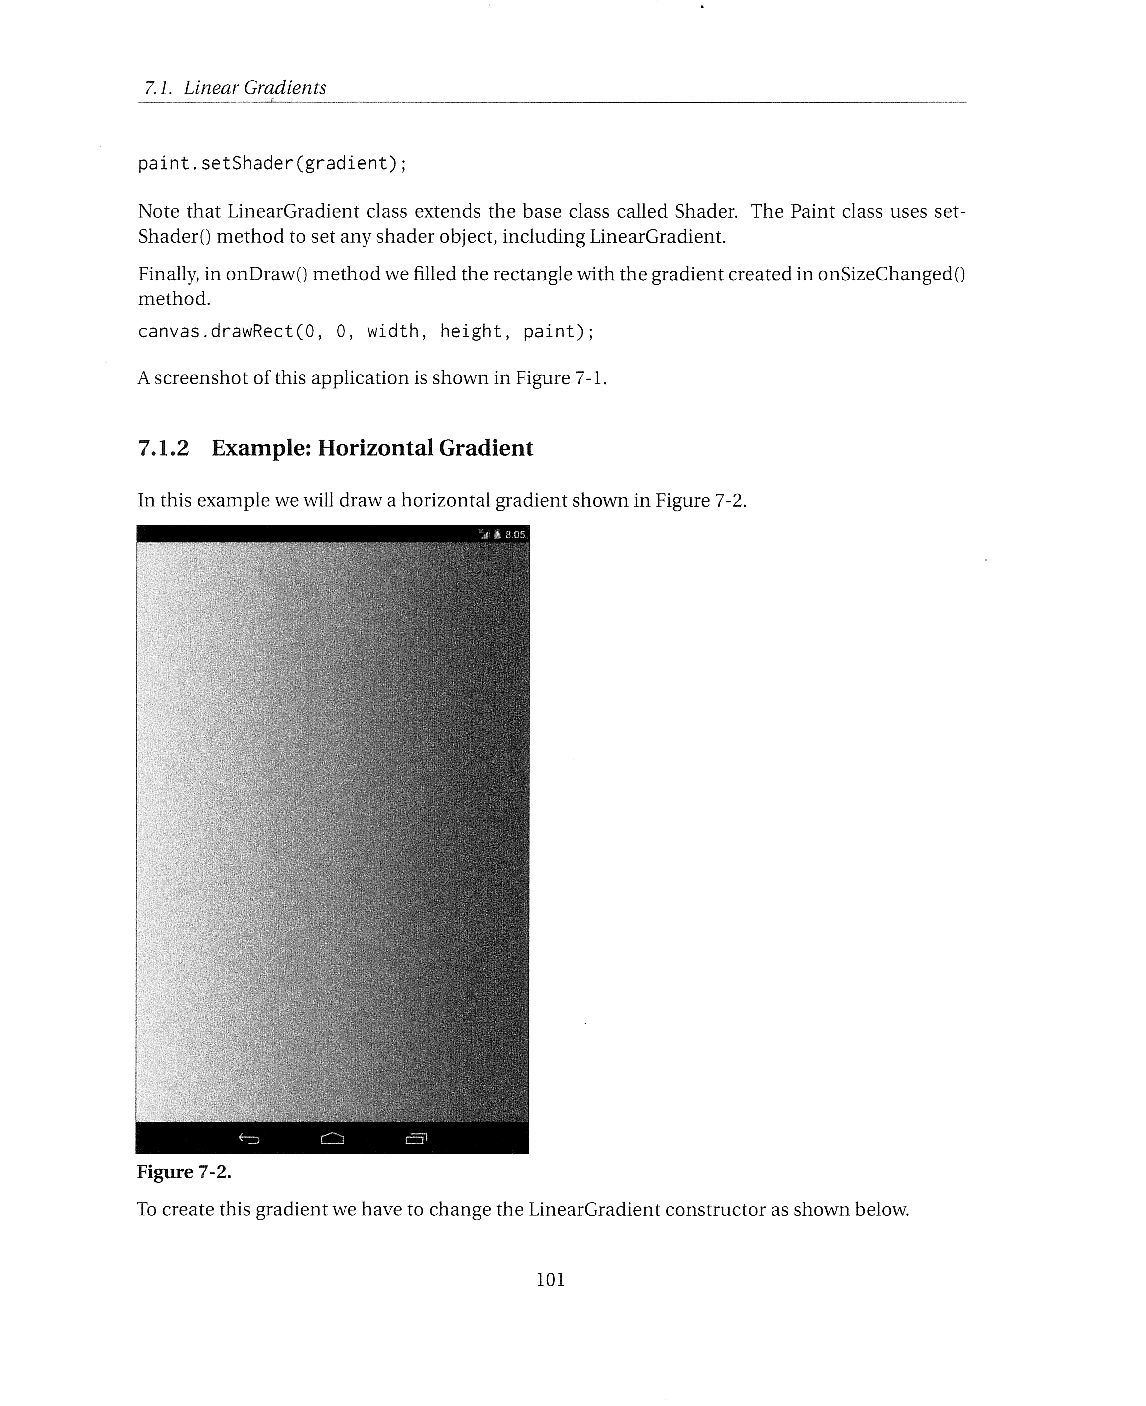 7.1. Linear Gradients
paint.setShader(gradient);
Note that LinearGradient class extends the base class called Shader. The Paint class uses set-
Shader() method to set any shader object, including LinearGradient.
Finally, in onDraw() method we filled the rectangle with the gradient created in onSizeChanged()
method.
canvas.drawRect(0, 0, width, height, paint);
A screenshot of this application is shown in Figure 7-1.
7.1.2 Example: Horizontal Gradient
In this example we will draw a horizontal gradient shown in Figure 7-2.
8:05
Figure 7-2.
To create this gradient we have to change the LinearGradient constructor as shown below.
101